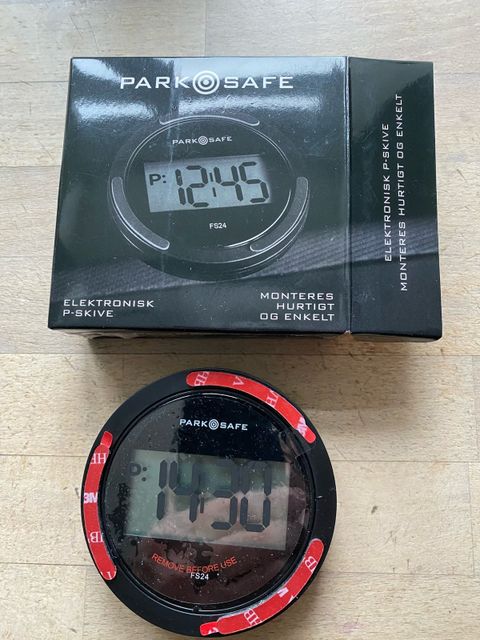 PARK SAFE
PARK SAFE
P: 12:45
FS24
ELEKTRONISK
P-SKIVE
MONTERES
HURTIGT
OG ENKELT
ELEKTRONISK P-SKIVE
MONTERES HURTIGT OG ENKELT
PARK SAFE
P: 14:30
REMOVE BEFORE USE
FS24
3M